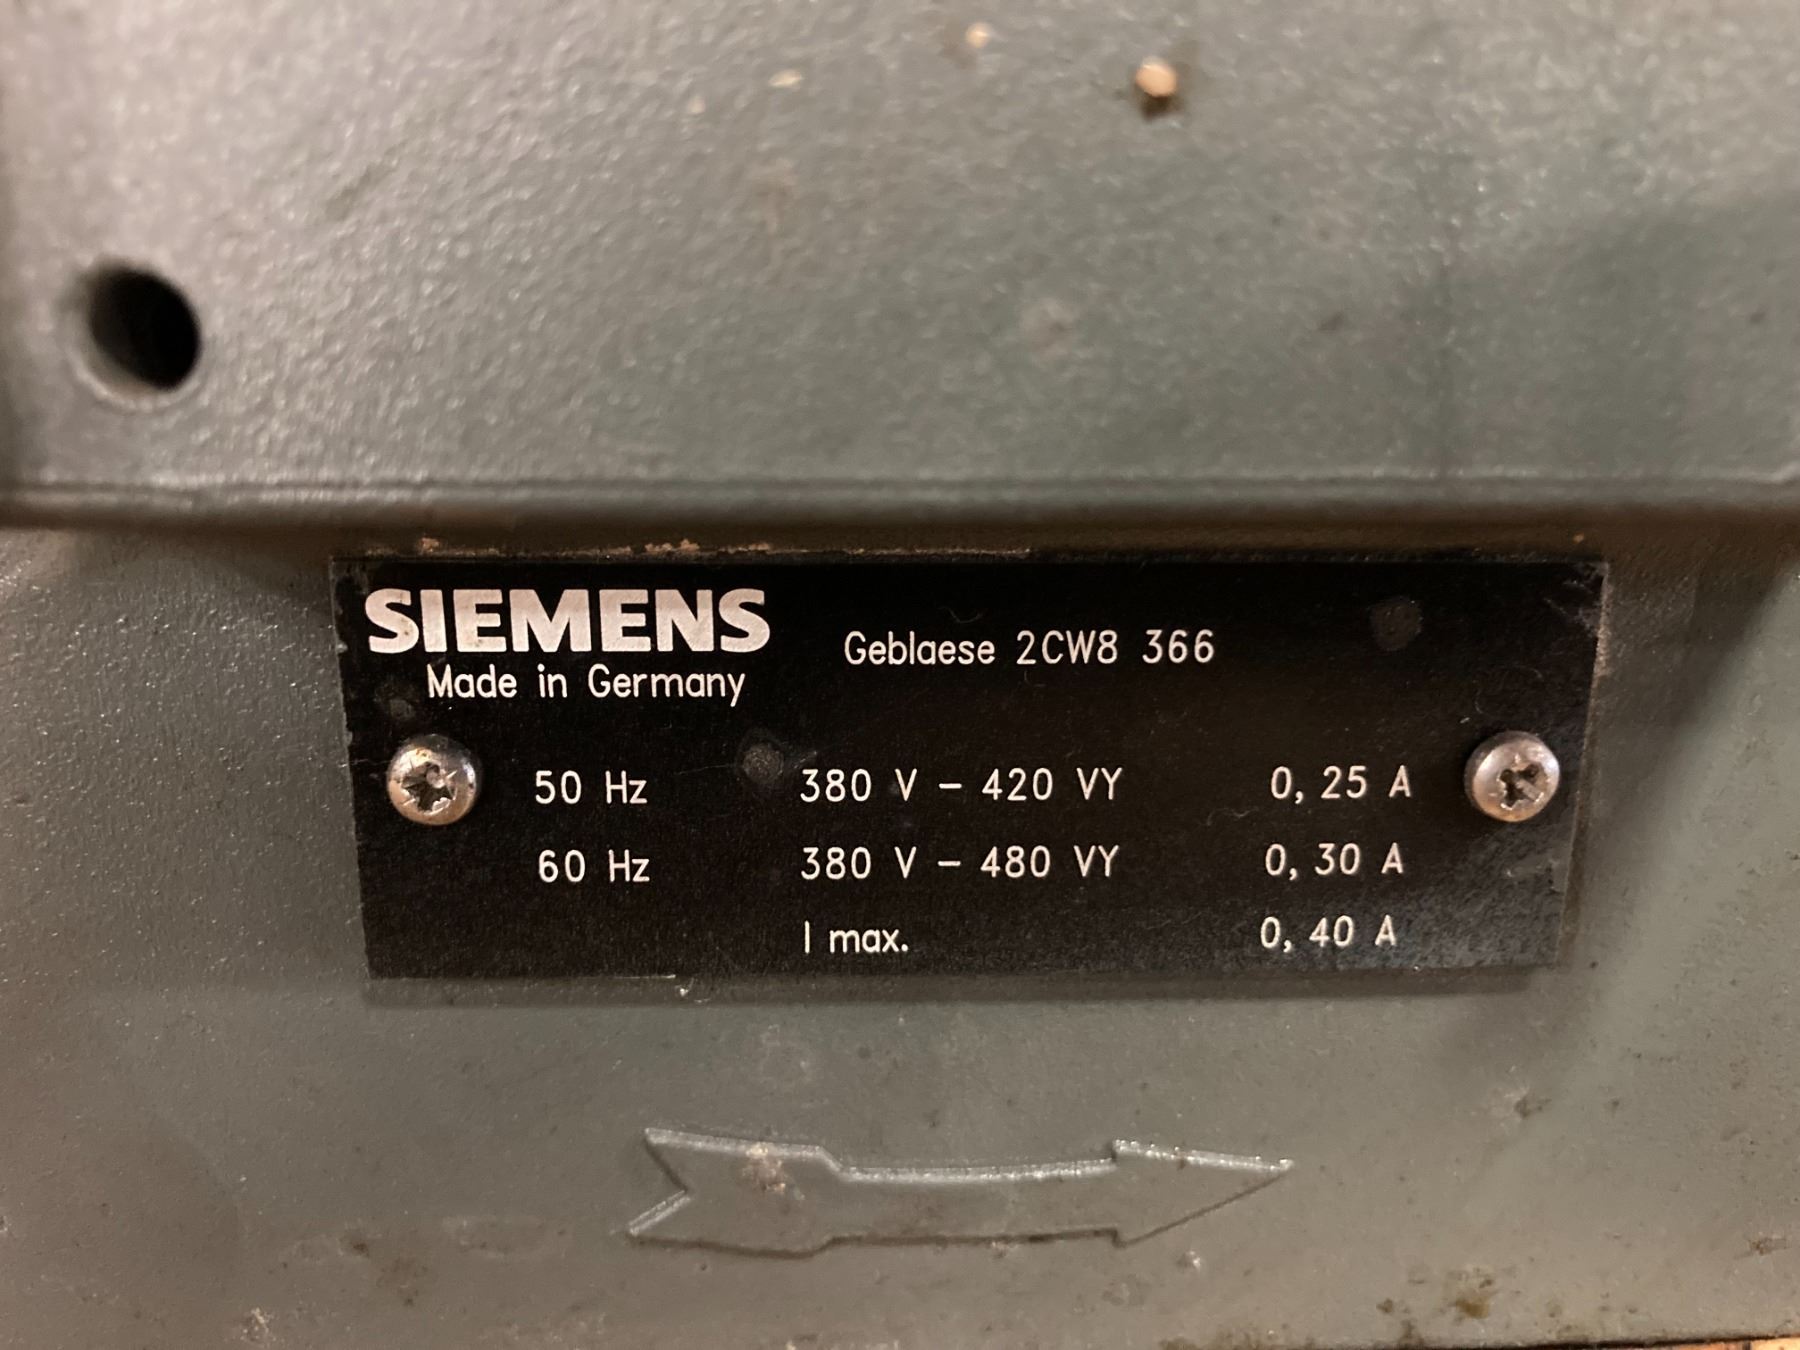 SIEMENS
Made in Germany
Geblaese 2CW8 366
50 Hz 380 V – 420 VY 0, 25 A
60 Hz 380 V – 480 VY 0, 30 A
I max. 0, 40 A